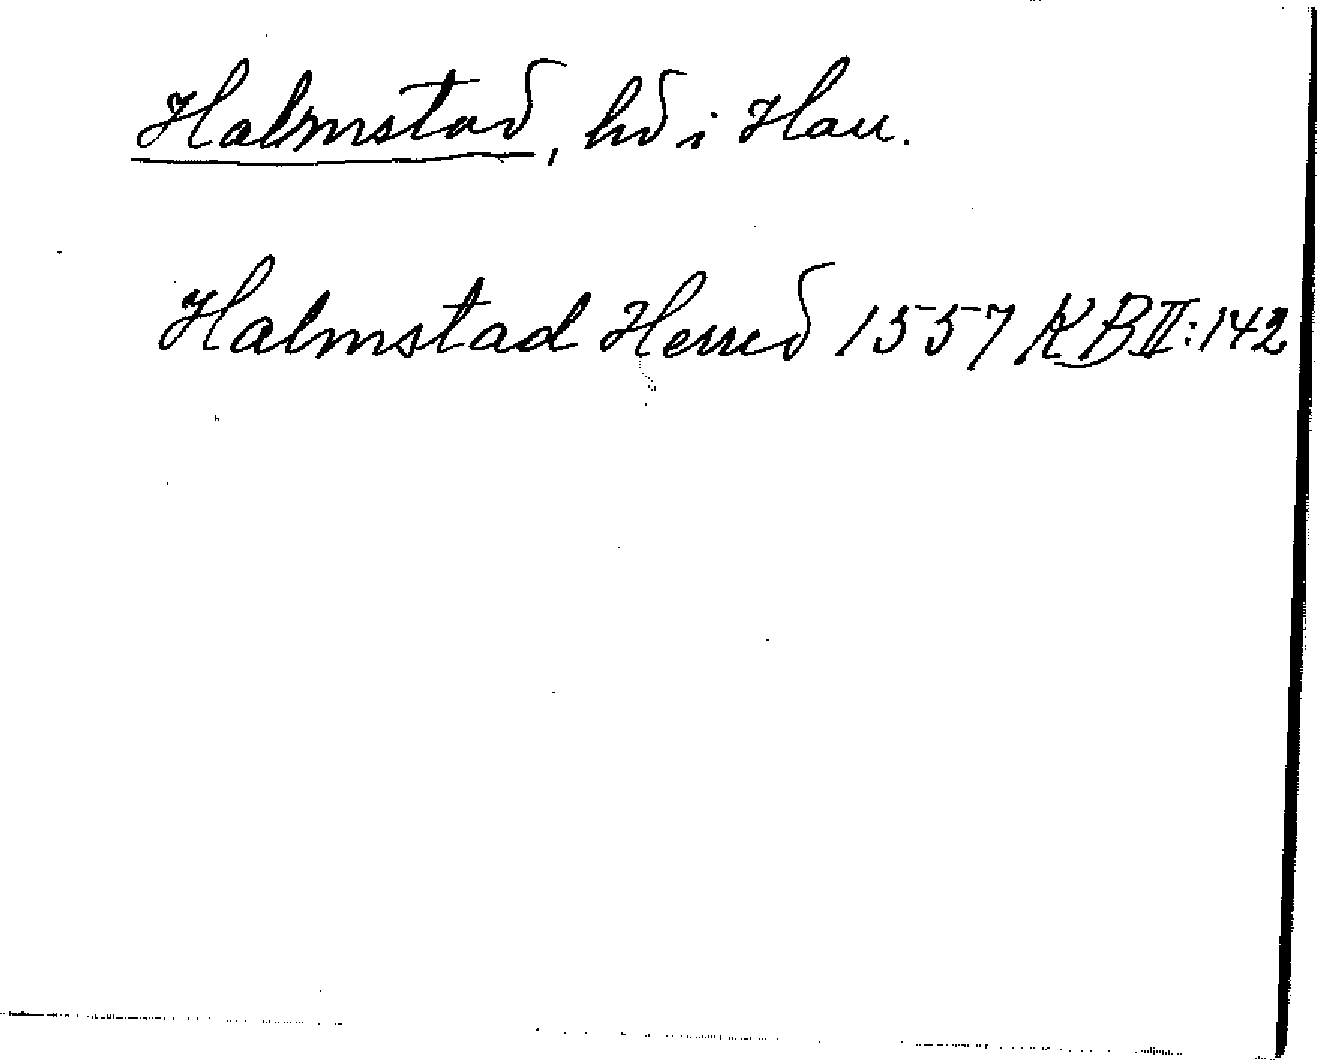 Halmstad, hd i Hall.
Halmstad Herred 1557 KB II:142